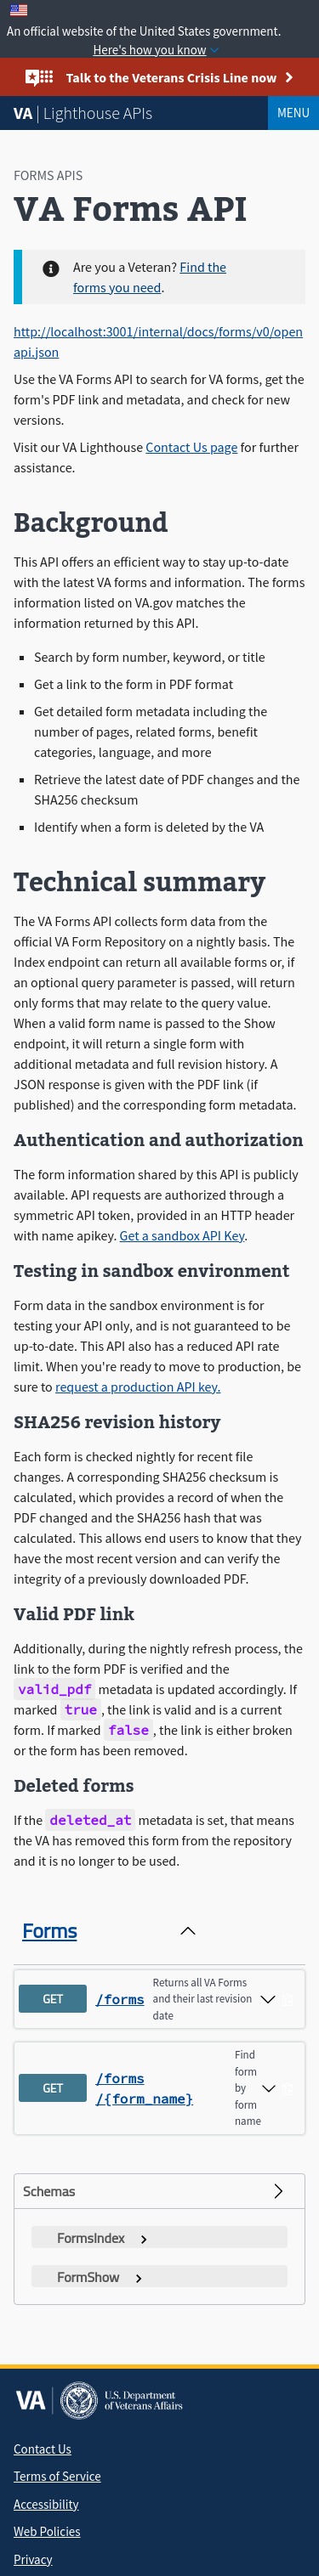 An official website of the United States government.
Here's how you know
Talk to the Veterans Crisis Line now
VA | Lighthouse APIs
MENU
FORMS APIS
VA Forms API
Are you a Veteran? Find the
forms you need.
http://localhost:3001/internal/docs/forms/v0/open
api.json
Use the VA Forms API to search for VA forms, get the
form's PDF link and metadata, and check for new
versions.
Visit our VA Lighthouse Contact Us page for further
assistance.
Background
This API offers an efficient way to stay up-to-date
with the latest VA forms and information. The forms
information listed on VA.gov matches the
information returned by this API.
Search by form number, keyword, or title
Get a link to the form in PDF format
Get detailed form metadata including the
number of pages, related forms, benefit
categories, language, and more
Retrieve the latest date of PDF changes and the
SHA256 checksum
Identify when a form is deleted by the VA
Technical summary
The VA Forms API collects form data from the
official VA Form Repository on a nightly basis. The
Index endpoint can return all available forms or, if
an optional query parameter is passed, will return
only forms that may relate to the query value.
When a valid form name is passed to the Show
endpoint, it will return a single form with
additional metadata and full revision history. A
JSON response is given with the PDF link (if
published) and the corresponding form metadata.
Authentication and authorization
The form information shared by this API is publicly
available. API requests are authorized through a
symmetric API token, provided in an HTTP header
with name apikey. Get a sandbox API Key.
Testing in sandbox environment
Form data in the sandbox environment is for
testing your API only, and is not guaranteed to be
up-to-date. This API also has a reduced API rate
limit. When you're ready to move to production, be
sure to request a production API key.
SHA256 revision history
Each form is checked nightly for recent file
changes. A corresponding SHA256 checksum is
calculated, which provides a record of when the
PDF changed and the SHA256 hash that was
calculated. This allows end users to know that they
have the most recent version and can verify the
integrity of a previously downloaded PDF.
Valid PDF link
Additionally, during the nightly refresh process, the
link to the form PDF is verified and the
valid_pdf metadata is updated accordingly. If
marked true, the link is valid and is a current
form. If marked false, the link is either broken
or the form has been removed.
Deleted forms
If the deleted_at metadata is set, that means
the VA has removed this form from the repository
and it is no longer to be used.
Forms
GET /forms
Returns all VA Forms
and their last revision
date
GET /forms
/{form_name}
Find
form
by
form
name
Schemas
FormsIndex
FormShow
VA | U.S. Department
of Veterans Affairs
Contact Us
Terms of Service
Accessibility
Web Policies
Privacy